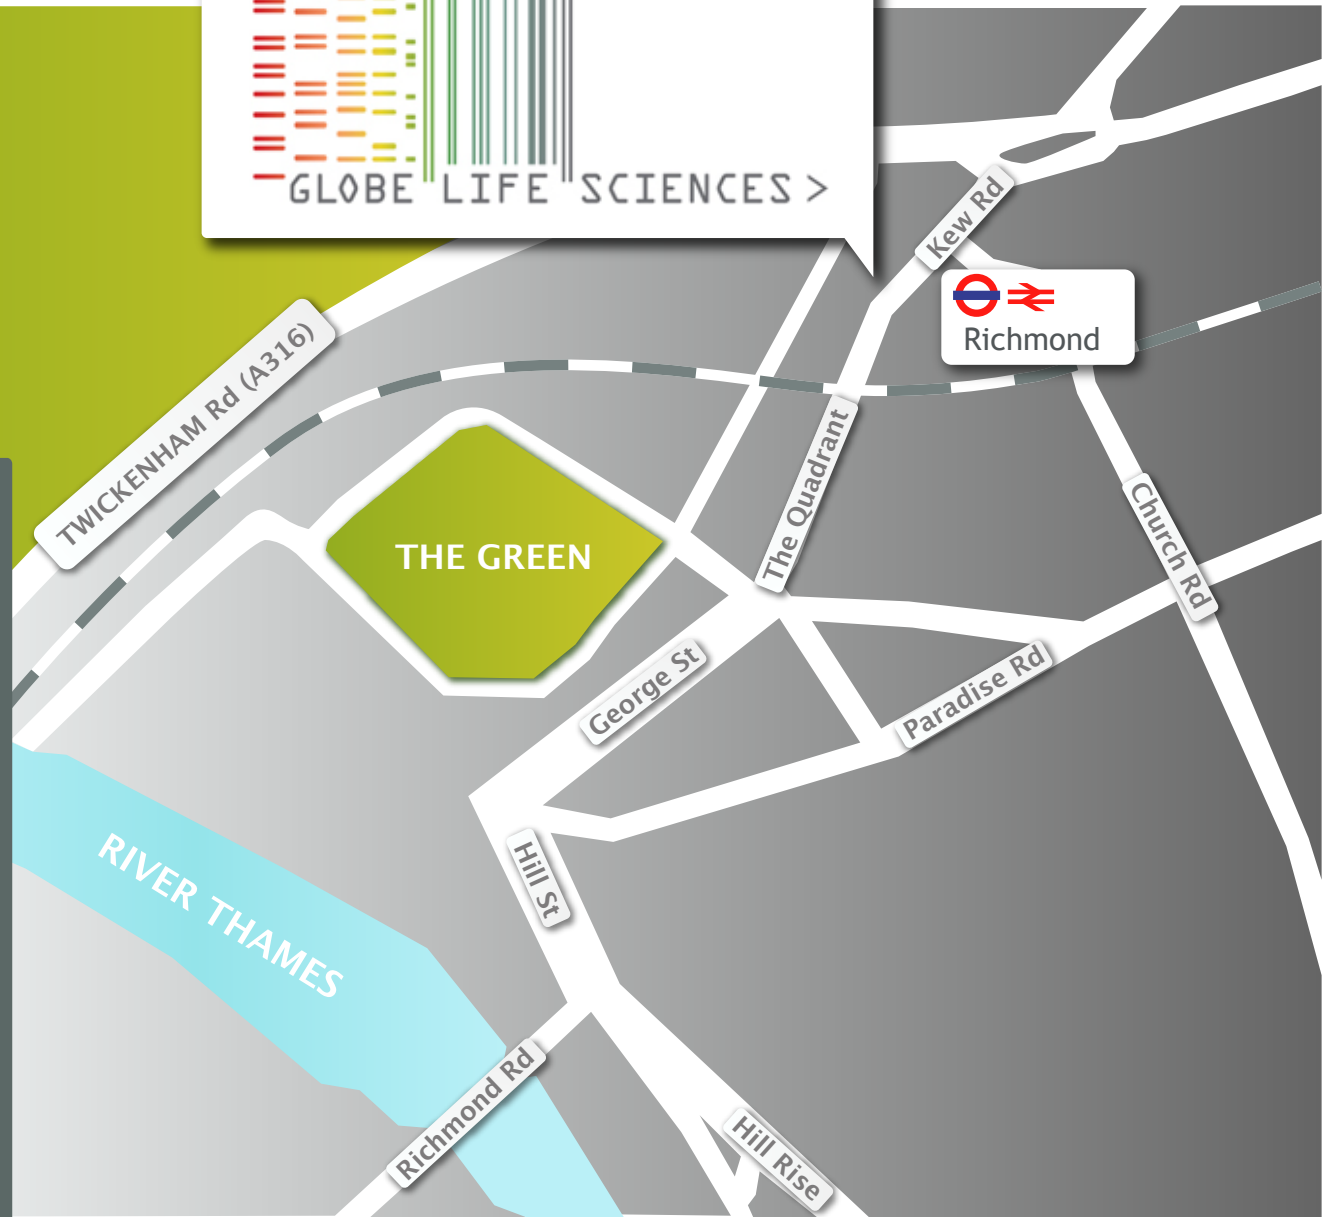 GLOBE LIFE SCIENCES >
Kew Rd
Richmond
TWICKENHAM Rd (A316)
The Quadrant
Church Rd
THE GREEN
George St
Paradise Rd
Hill St
RIVER THAMES
Richmond Rd
Hill Rise